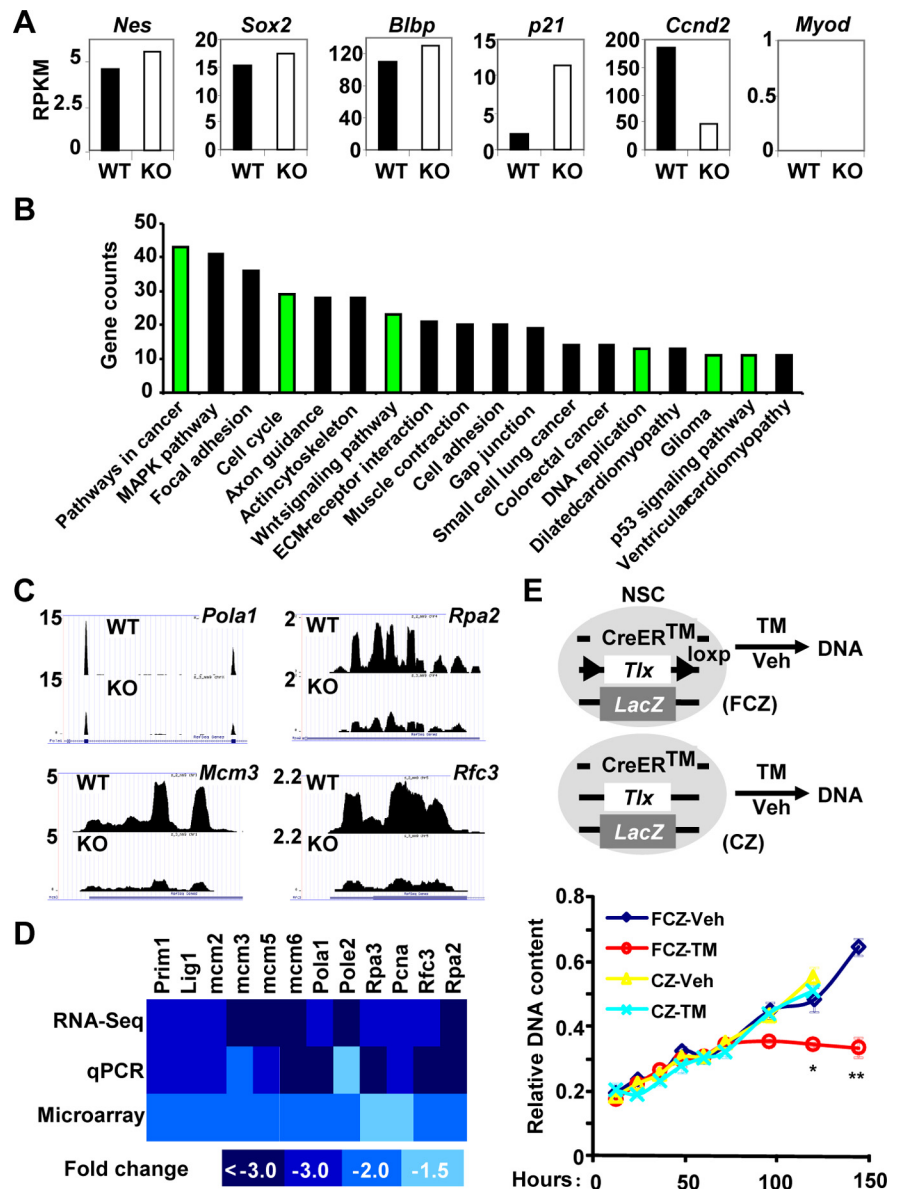 A
Nes
Sox2
Blbp
p21
Ccnd2
Myod
RPKM
5
2.5
0
20
15
10
5
0
120
80
40
0
15
10
5
0
200
150
100
50
0
1
0.5
0
WT KO
WT KO
WT KO
WT KO
WT KO
WT KO
B
Gene counts
50
40
30
20
10
0
Pathways in cancer
MAPK pathway
Focal adhesion
Cell cycle
Axon guidance
Actincytoskeleton
Wntsignaling pathway
ECM-receptor interaction
Muscle contraction
Cell adhesion
Gap junction
Small cell lung cancer
Colorectal cancer
DNA replication
Dilatedcardiomyopathy
Glioma
p53 signaling pathway
Ventricularcardiomyopathy
C
15
WT
Pola1
15
KO
2
WT
Rpa2
2
KO
5
WT
Mcm3
5
KO
2.2
WT
Rfc3
2.2
KO
D
Prim1
Lig1
mcm2
mcm3
mcm5
mcm6
Pola1
Pole2
Rpa3
Pcna
Rfc3
Rpa2
RNA-Seq
qPCR
Microarray
Fold change
<-3.0
-3.0
-2.0
-1.5
E
NSC
CreERTM
loxp
Tlx
LacZ
(FCZ)
TM
Veh
DNA
CreERTM
Tlx
LacZ
(CZ)
TM
Veh
DNA
Relative DNA content
0.8
0.6
0.4
0.2
0.0
FCZ-Veh
FCZ-TM
CZ-Veh
CZ-TM
*
**
Hours: 0 50 100 150